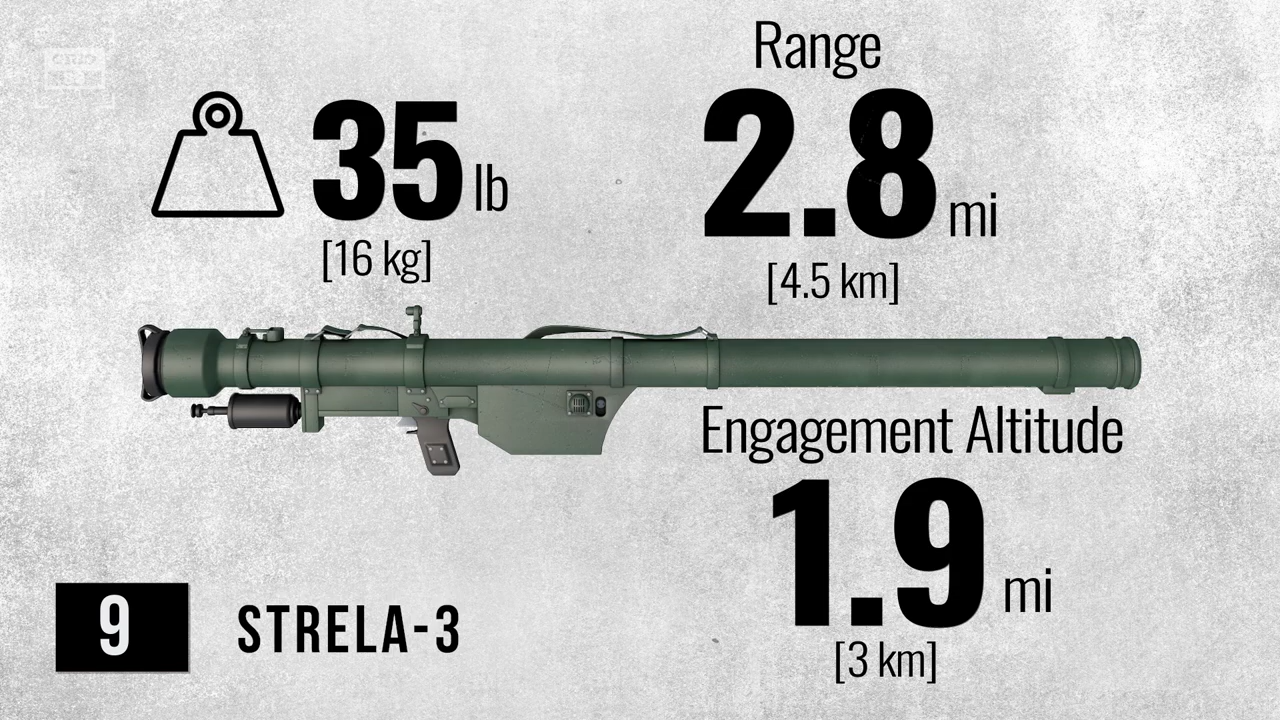 Range
35 lb
2.8 mi
[16 kg]
[4.5 km]
Engagement Altitude
1.9 mi
[3 km]
9
STRELA-3